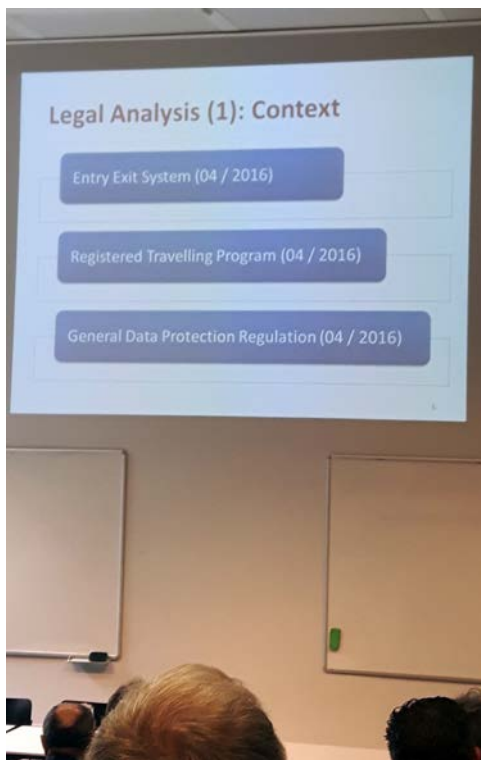 Legal Analysis (1): Context
Entry Exit System (04 / 2016)
Registered Travelling Program (04 / 2016)
General Data Protection Regulation (04 / 2016)